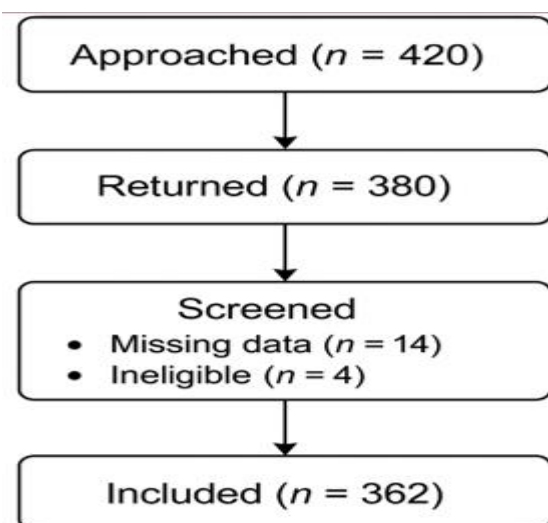 Approached (n = 420)
Returned (n = 380)
Screened
• Missing data (n = 14)
• Ineligible (n = 4)
Included (n = 362)